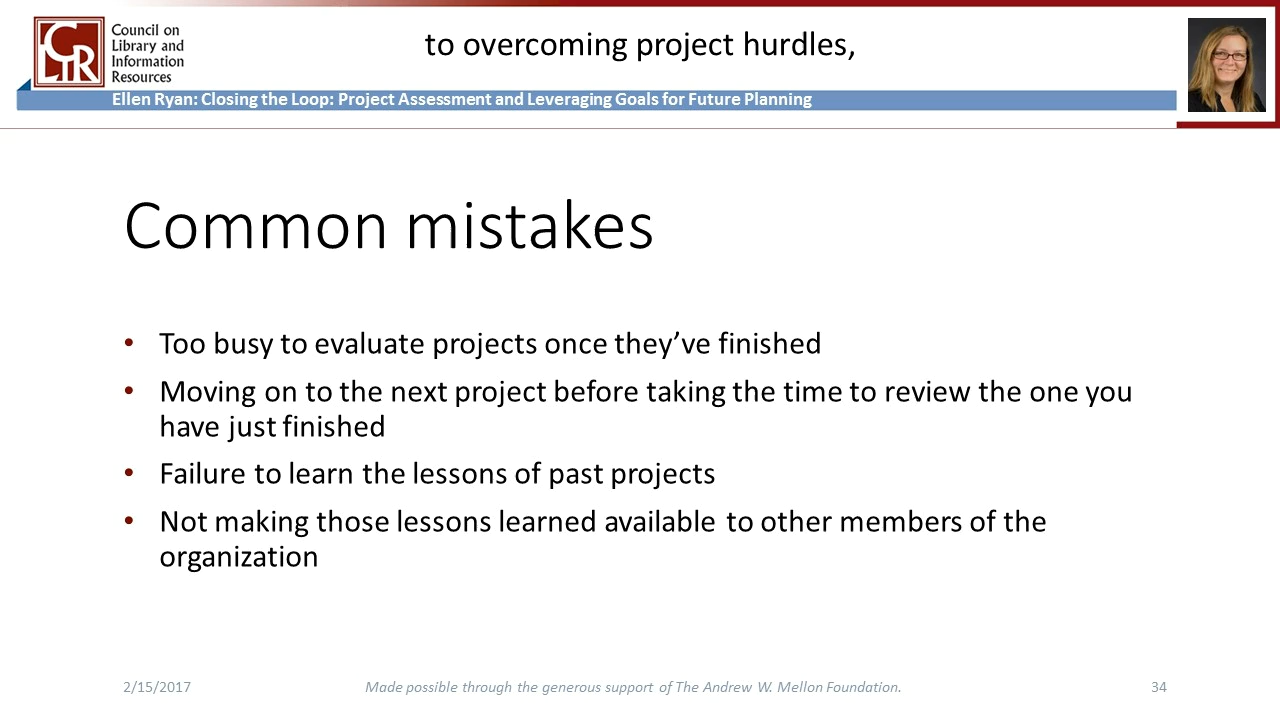 CLIR
Council on
Library and
Information
Resources
to overcoming project hurdles,
Ellen Ryan: Closing the Loop: Project Assessment and Leveraging Goals for Future Planning
Common mistakes
• Too busy to evaluate projects once they’ve finished
• Moving on to the next project before taking the time to review the one you
have just finished
• Failure to learn the lessons of past projects
• Not making those lessons learned available to other members of the
organization
2/15/2017
Made possible through the generous support of The Andrew W. Mellon Foundation.
34